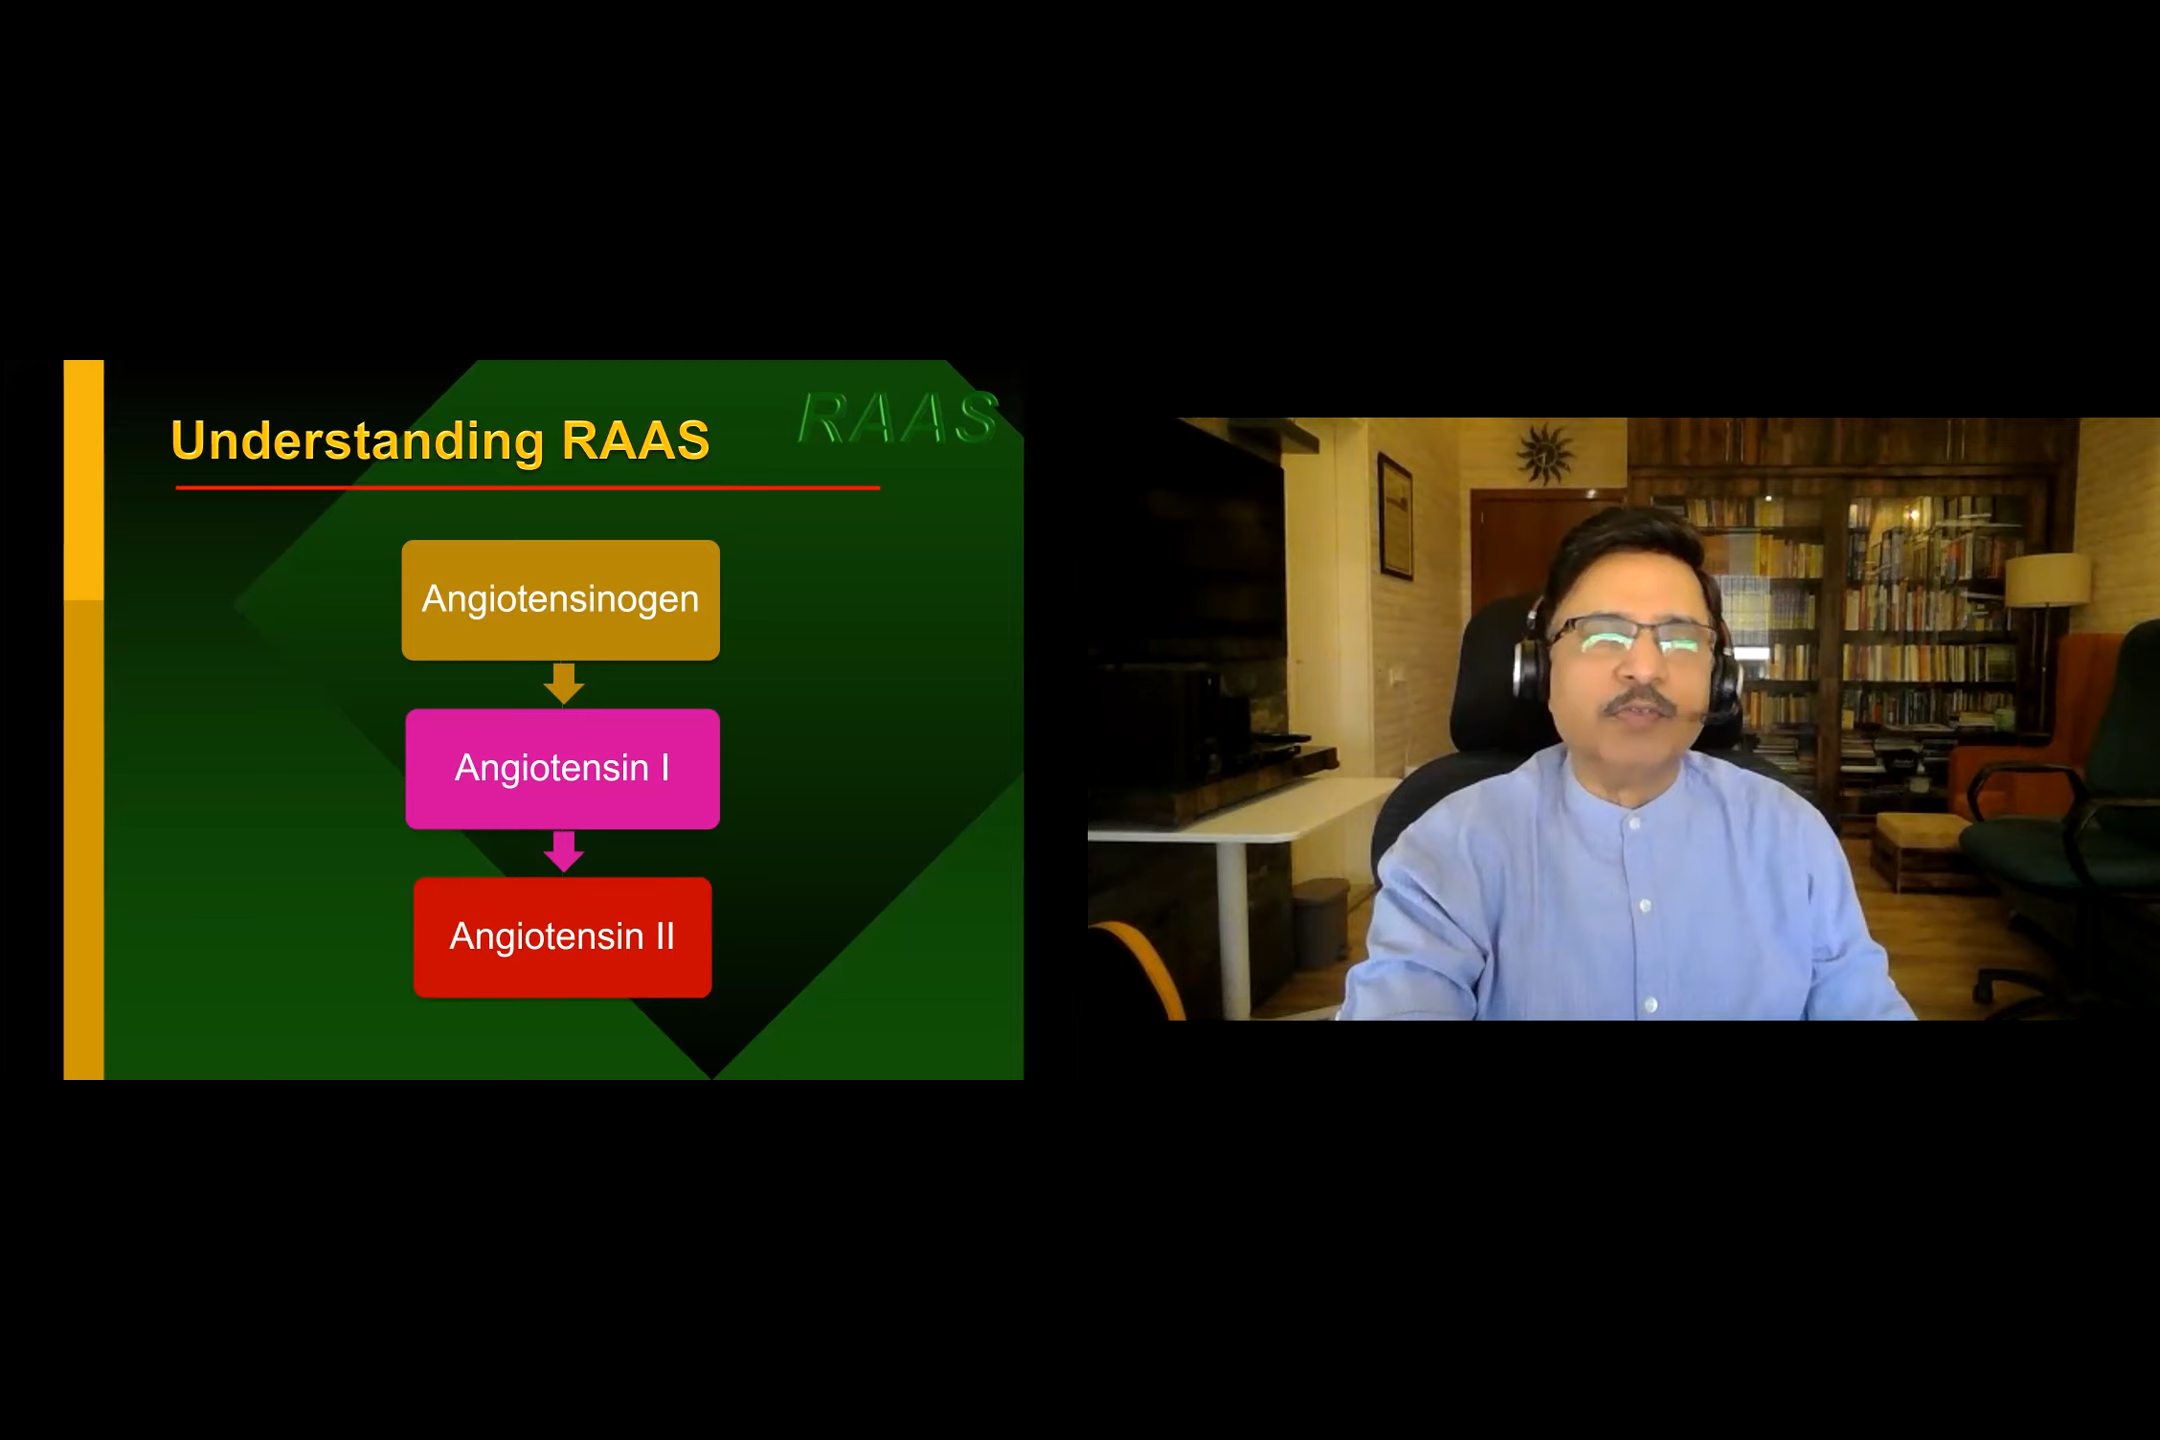 RAAS
Understanding RAAS
Angiotensinogen
Angiotensin I
Angiotensin II